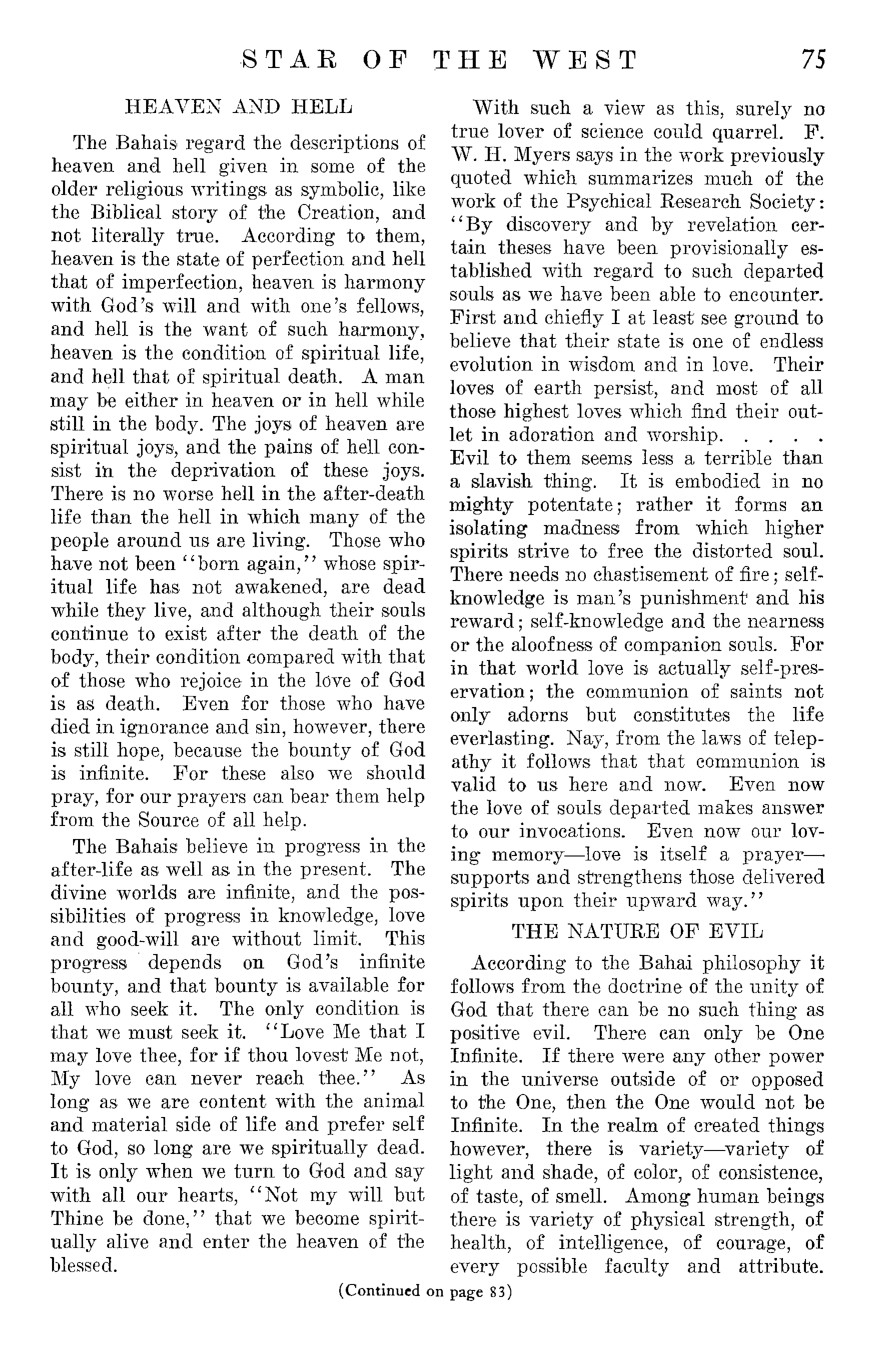 STAR OF THE WEST 75
HEAVEN AND HELL
The Bahais regard the descriptions of
heaven and hell given in some of the
older religious writings as symbolic, like
the Biblical story of the Creation, and
not literally true. According to them,
heaven is the state of perfection and hell
that of imperfection, heaven is harmony
with God's will and with one's fellows,
and hell is the want of such harmony,
heaven is the condition of spiritual life,
and hell that of spiritual death. A man
may be either in heaven or in hell while
still in the body. The joys of heaven are
spiritual joys, and the pains of hell con-
sist in the deprivation of these joys.
There is no worse hell in the after-death
life than the hell in which many of the
people around us are living. Those who
have not been "born again," whose spir-
itual life has not awakened, are dead
while they live, and although their souls
continue to exist after the death of the
body, their condition compared with that
of those who rejoice in the love of God
is as death. Even for those who have
died in ignorance and sin, however, there
is still hope, because the bounty of God
is infinite. For these also we should
pray, for our prayers can bear them help
from the Source of all help.
The Bahais believe in progress in the
after-life as well as in the present. The
divine worlds are infinite, and the pos-
sibilities of progress in knowledge, love
and good-will are without limit. This
progress depends on God's infinite
bounty, and that bounty is available for
all who seek it. The only condition is
that we must seek it. "Love Me that I
may love thee, for if thou lovest Me not,
My love can never reach thee." As
long as we are content with the animal
and material side of life and prefer self
to God, so long are we spiritually dead.
It is only when we turn to God and say
with all our hearts, "Not my will but
Thine be done," that we become spirit-
ually alive and enter the heaven of the
blessed.
With such a view as this, surely no
true lover of science could quarrel. F.
W. H. Myers says in the work previously
quoted which summarizes much of the
work of the Psychical Research Society:
"By discovery and by revelation cer-
tain theses have been provisionally es-
tablished with regard to such departed
souls as we have been able to encounter.
First and chiefly I at least see ground to
believe that their state is one of endless
evolution in wisdom and in love. Their
loves of earth persist, and most of all
those highest loves which find their out-
let in adoration and worship. . . . .
Evil to them seems less a terrible than
a slavish thing. It is embodied in no
mighty potentate; rather it forms an
isolating madness from which higher
spirits strive to free the distorted soul.
There needs no chastisement of fire; self-
knowledge is man's punishment and his
reward; self-knowledge and the nearness
or the aloofness of companion souls. For
in that world love is actually self-pres-
ervation; the communion of saints not
only adorns but constitutes the life
everlasting. Nay, from the laws of telep-
athy it follows that that communion is
valid to us here and now. Even now
the love of souls departed makes answer
to our invocations. Even now our lov-
ing memory—love is itself a prayer—
supports and strengthens those delivered
spirits upon their upward way."
THE NATURE OF EVIL
According to the Bahai philosophy it
follows from the doctrine of the unity of
God that there can be no such thing as
positive evil. There can only be One
Infinite. If there were any other power
in the universe outside of or opposed
to the One, then the One would not be
Infinite. In the realm of created things
however, there is variety—variety of
light and shade, of color, of consistence,
of taste, of smell. Among human beings
there is variety of physical strength, of
health, of intelligence, of courage, of
every possible faculty and attribute.
(Continued on page 83)